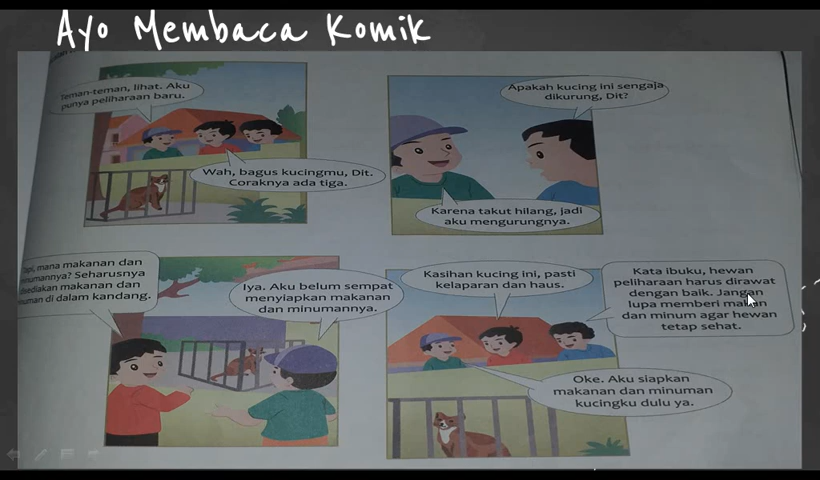 Ayo Membaca Komik
Teman-teman, lihat. Aku
punya peliharaan baru.
Wah, bagus kucingmu, Dit.
Coraknya ada tiga.
Apakah kucing ini sengaja
dikurung, Dit?
Karena takut hilang, jadi
aku mengurungnya.
mana makanan dan
Seharusnya
makanan dan
di dalam kandang.
Iya. Aku belum sempat
menyiapkan makanan
dan minumannya.
Kasihan kucing ini, pasti
kelaparan dan haus.
Kata ibuku, hewan
peliharaan harus dirawat
dengan baik. Jangan
lupa memberi makan
dan minum agar hewan
tetap sehat.
Oke. Aku siapkan
makanan dan minuman
kucingku dulu ya.